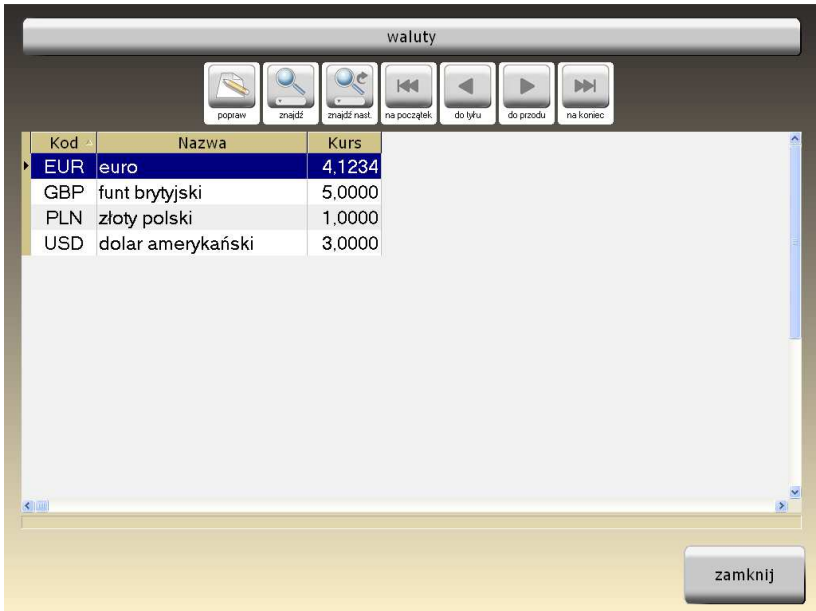 waluty
popraw znajdź znajdź nast. na początek do tyłu do przodu na koniec
Kod Nazwa Kurs
EUR euro 4,1234
GBP funt brytyjski 5,0000
PLN złoty polski 1,0000
USD dolar amerykański 3,0000
zamknij